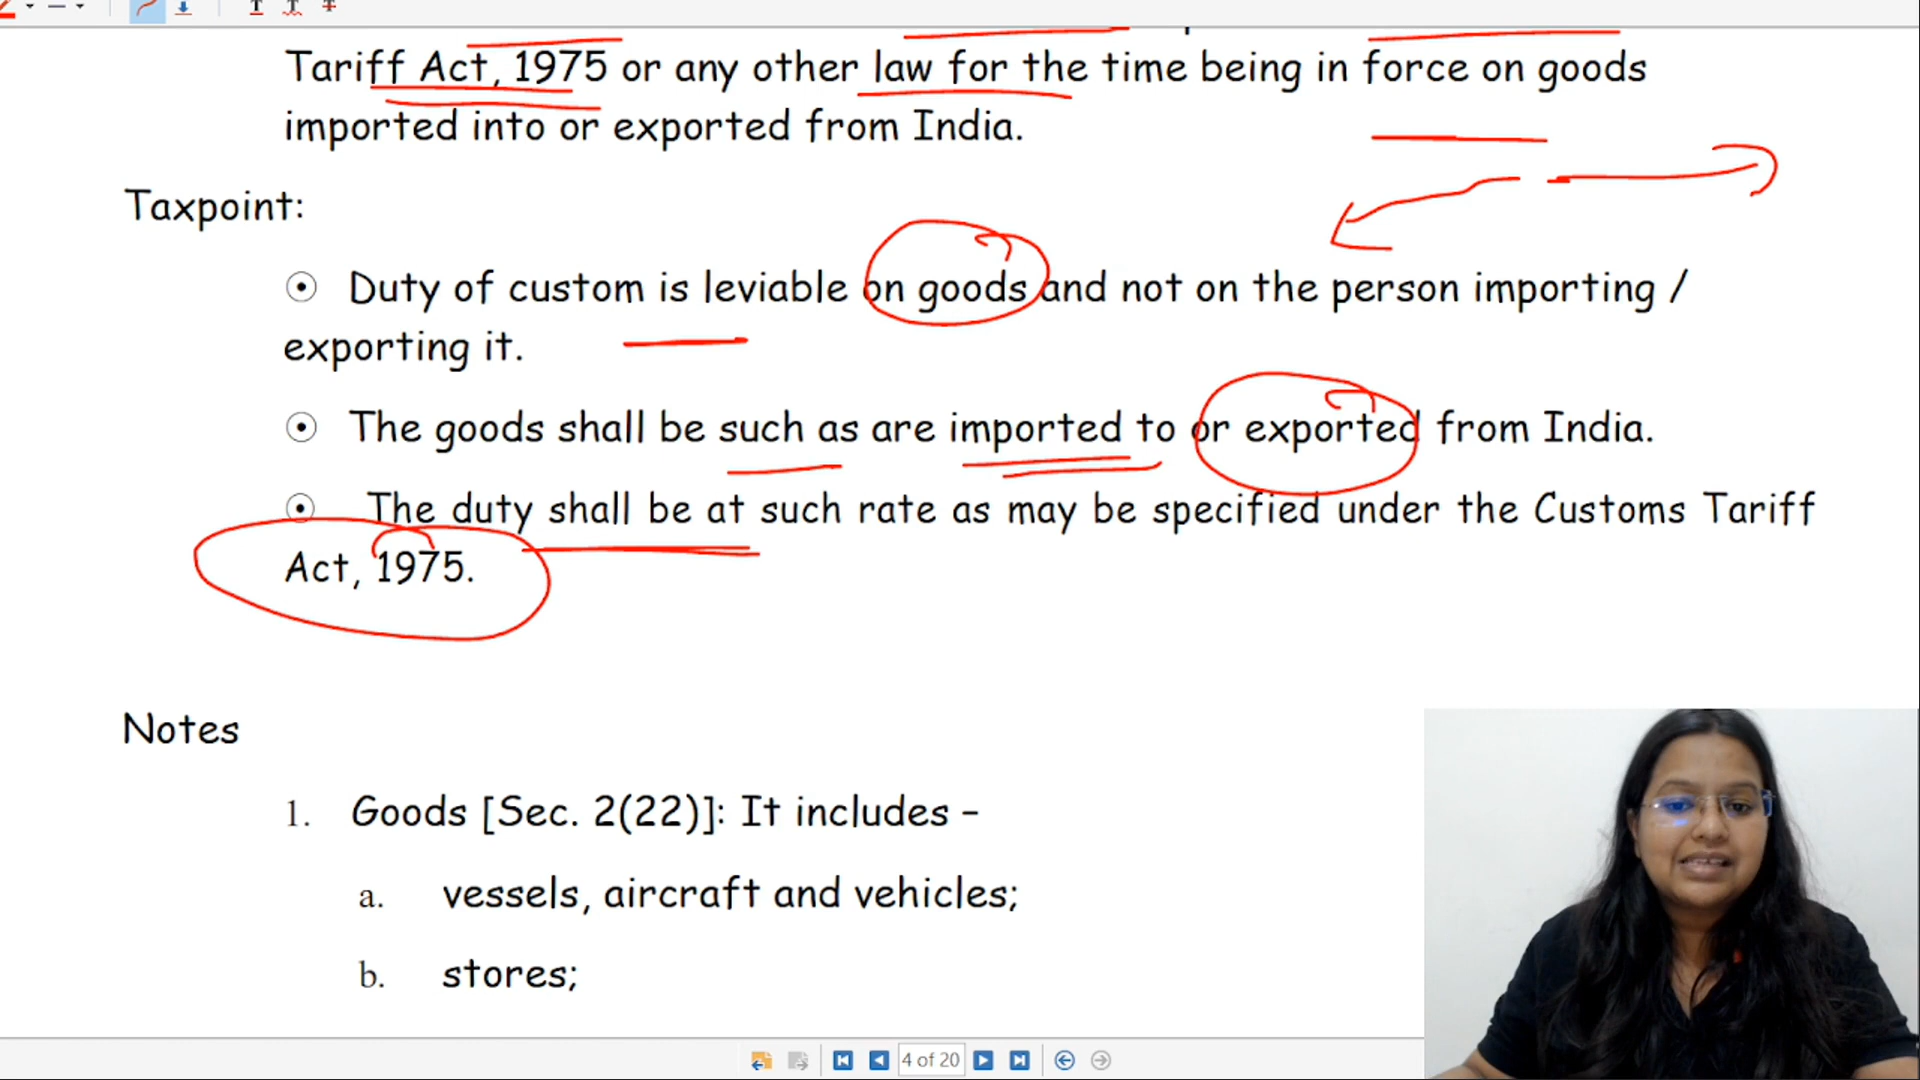 Tariff Act, 1975 or any other law for the time being in force on goods
imported into or exported from India.
Taxpoint:
Duty of custom is leviable on goods and not on the person importing /
exporting it.
The goods shall be such as are imported to or exported from India.
The duty shall be at such rate as may be specified under the Customs Tariff
Act, 1975.
Notes
1. Goods [Sec. 2(22)]: It includes –
a. vessels, aircraft and vehicles;
b. stores;
4 of 20